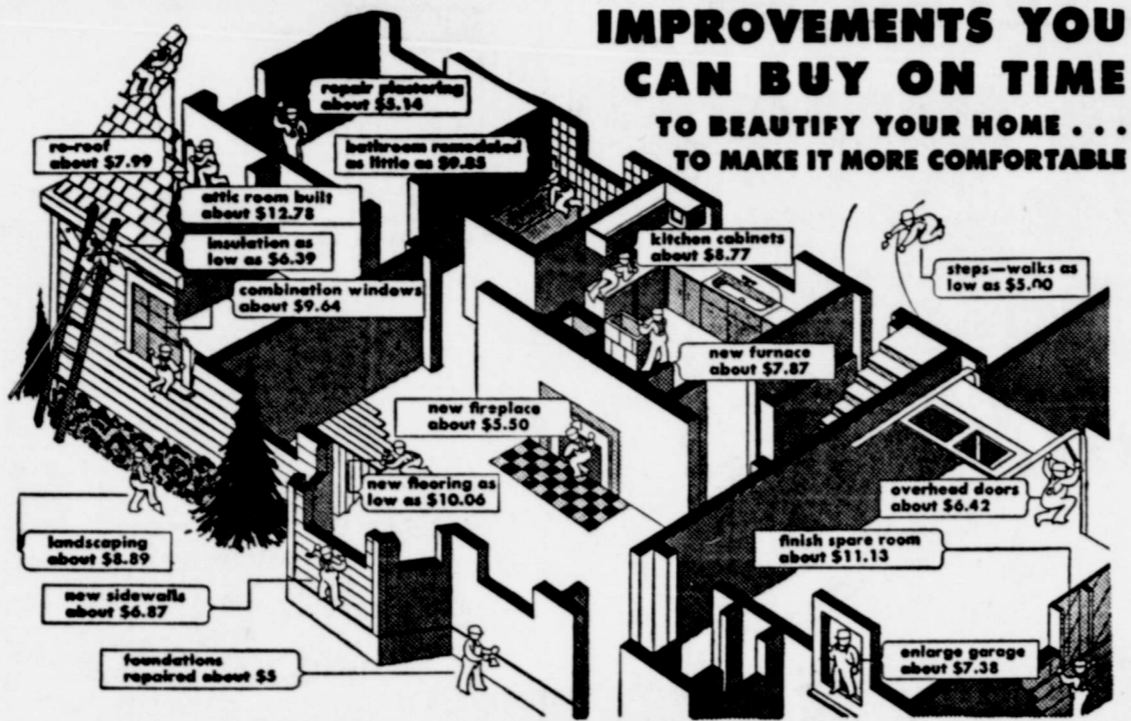 IMPROVEMENTS YOU
CAN BUY ON TIME
TO BEAUTIFY YOUR HOME . . .
TO MAKE IT MORE COMFORTABLE
repair plastering
about $5.14
re-roof
about $7.99
bathroom remodeled
as little as $9.85
attic room built
about $12.78
insulation as
low as $6.39
combination windows
about $9.64
kitchen cabinets
about $8.77
steps—walks as
low as $5.00
new furnace
about $7.87
new fireplace
about $5.50
new flooring as
low as $10.06
overhead doors
about $6.42
landscaping
about $8.89
finish spare room
about $11.13
new sidewalls
about $6.87
foundations
repaired about $5
enlarge garage
about $7.38